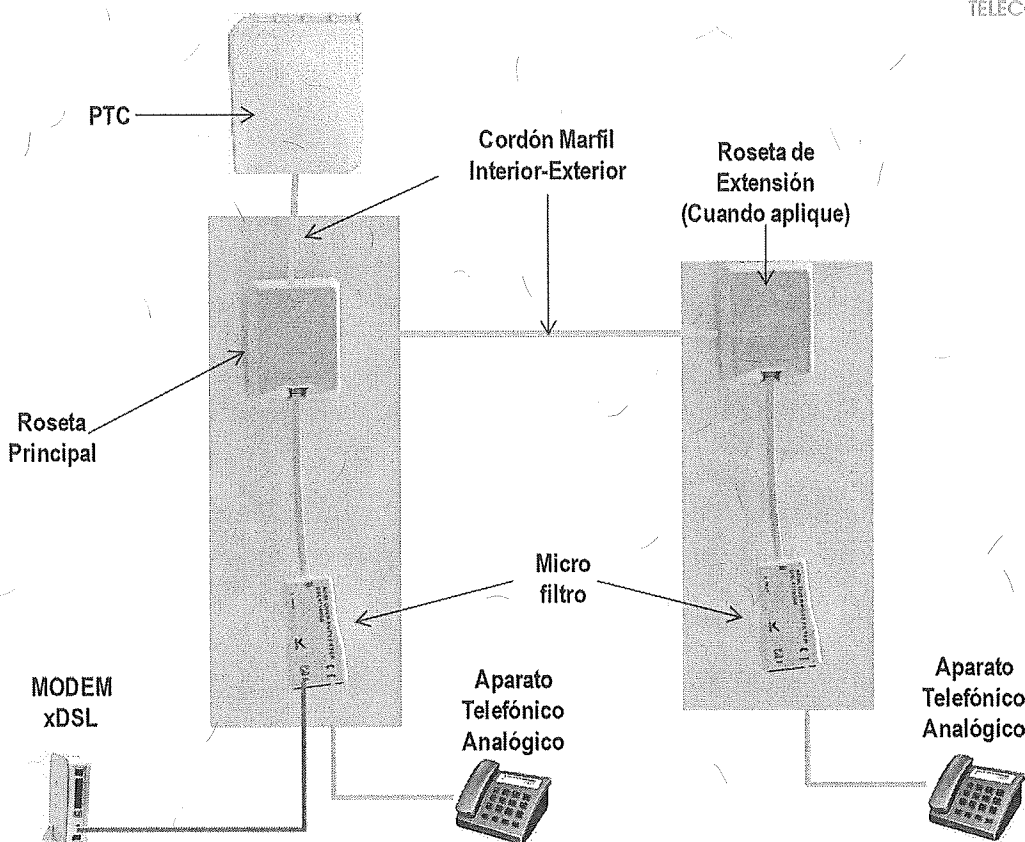 TELEC
PTC
Cordón Marfil
Interior-Exterior
Roseta de
Extensión
(Cuando aplique)
Roseta
Principal
Micro
filtro
MODEM
xDSL
Aparato
Telefónico
Analógico
Aparato
Telefónico
Analógico